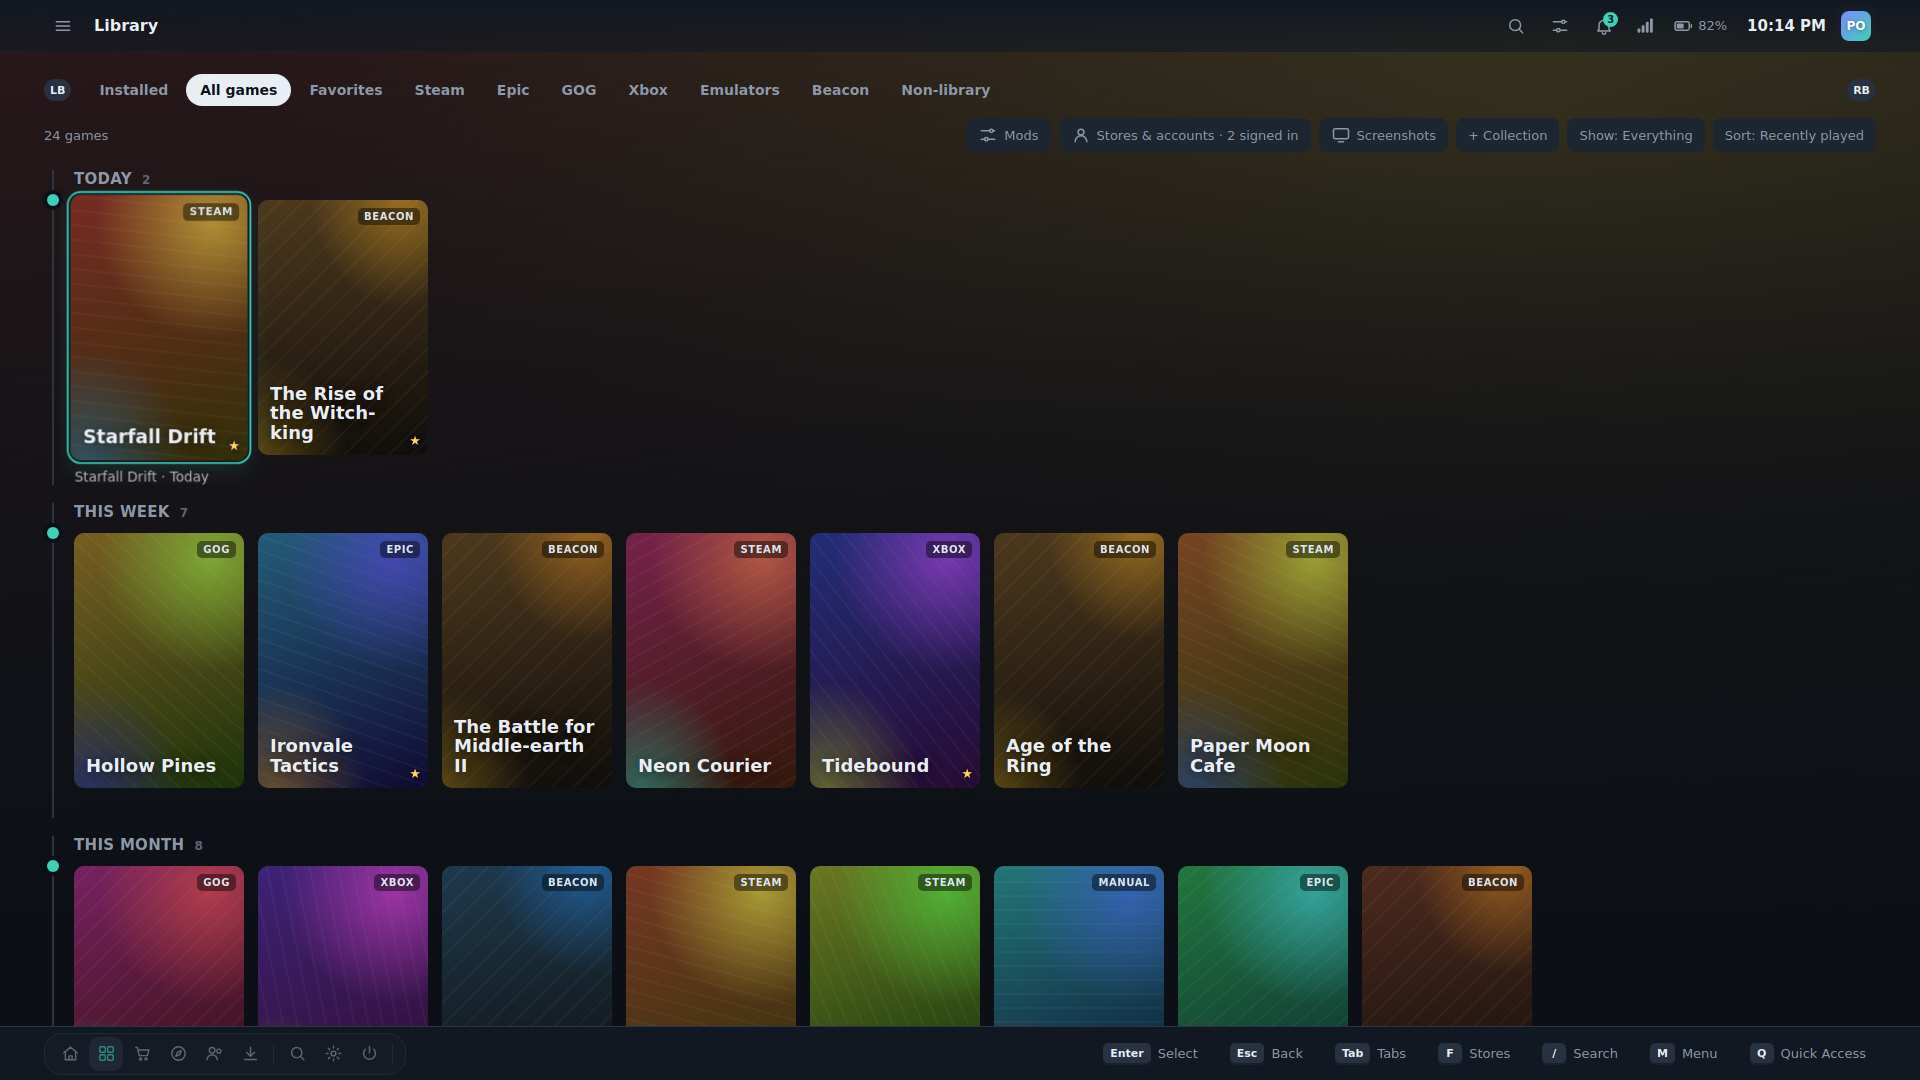 Library
3
82%
10:14 PM
PO
LB
Installed
All games
Favorites
Steam
Epic
GOG
Xbox
Emulators
Beacon
Non-library
RB
24 games
Mods
Stores & accounts · 2 signed in
Screenshots
+ Collection
Show: Everything
Sort: Recently played
TODAY 2
STEAM
Starfall Drift
Starfall Drift · Today
BEACON
The Rise of
the Witch-
king
THIS WEEK 7
GOG
Hollow Pines
EPIC
Ironvale
Tactics
BEACON
The Battle for
Middle-earth
II
STEAM
Neon Courier
XBOX
Tidebound
BEACON
Age of the
Ring
STEAM
Paper Moon
Cafe
THIS MONTH 8
GOG
XBOX
BEACON
STEAM
STEAM
MANUAL
EPIC
BEACON
Enter Select
Esc Back
Tab Tabs
F Stores
/ Search
M Menu
Q Quick Access